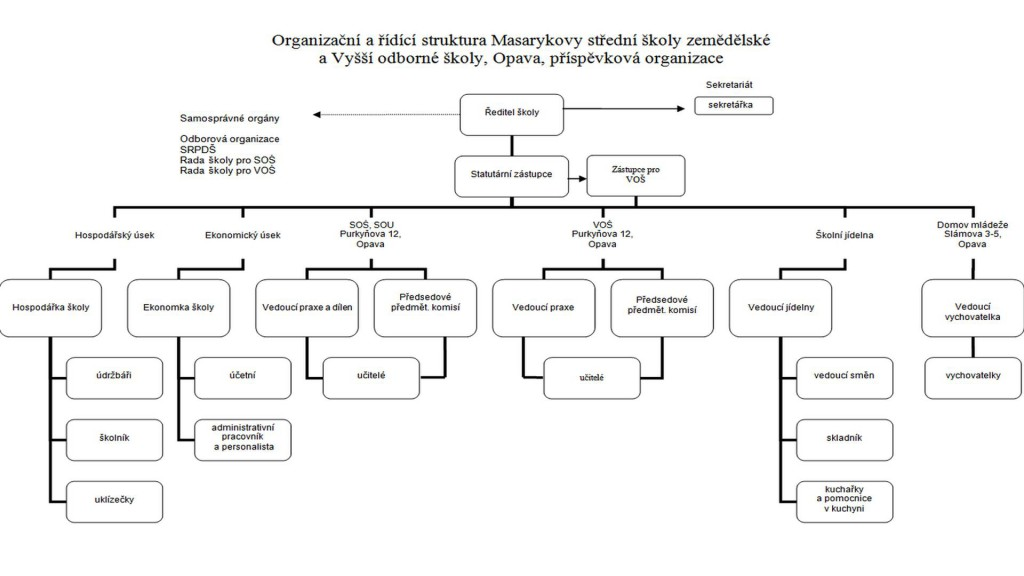 Organizační a řídící struktura Masarykovy střední školy zemědělské
a Vyšší odborné školy, Opava, příspěvková organizace
Sekretariát
Ředitel školy
sekretářka
Samosprávné orgány
Odborová organizace
SRPDŠ
Rada školy pro SOŠ
Rada školy pro VOŠ
Statutární zástupce
Zástupce pro
VOŠ
Hospodářský úsek
Ekonomický úsek
SOŠ, SOU
Purkyňova 12,
Opava
VOŠ
Purkyňova 12,
Opava
Školní jídelna
Domov mládeže
Slámova 3-5,
Opava
Hospodářka školy
Ekonomka školy
Vedoucí praxe a dílen
Předsedové
předmět. komisí
Vedoucí praxe
Předsedové
předmět. komisí
Vedoucí jídelny
Vedoucí
vychovatelka
údržbáři
účetní
učitelé
učitelé
vedoucí směn
vychovatelky
školník
administrativní
pracovník
a personalista
skladník
uklízečky
kuchařky
a pomocnice
v kuchyni